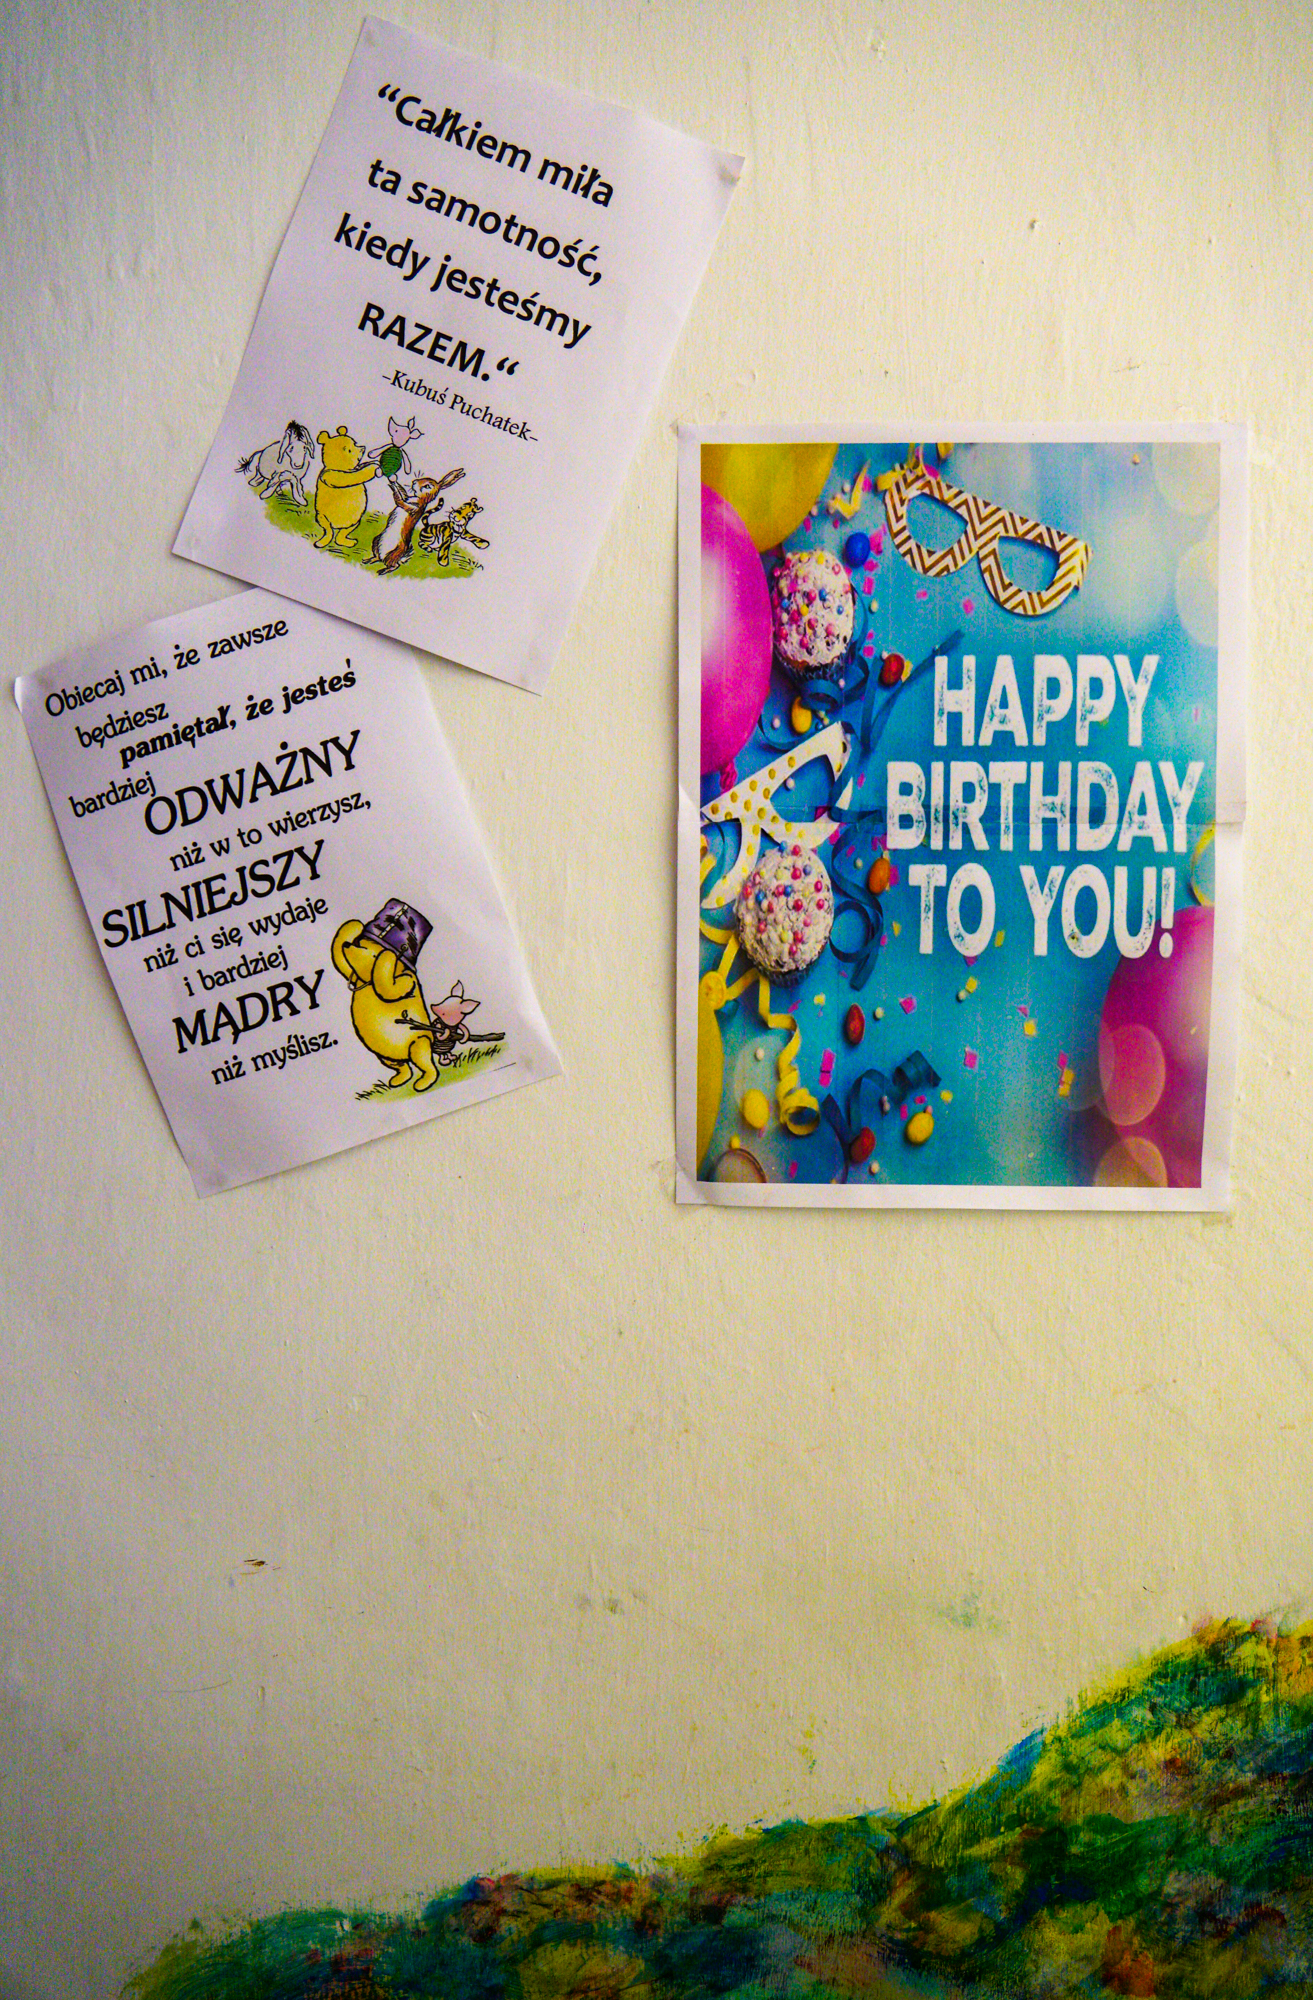 “Całkiem miła
ta samotność,
kiedy jesteśmy
RAZEM.“
–Kubuś Puchatek–
Obiecaj mi, że zawsze
będziesz
pamiętał, że jesteś
bardziej
ODWAŻNY
niż w to wierzysz,
SILNIEJSZY
niż ci się wydaje
i bardziej
MĄDRY
niż myślisz.
HAPPY
BIRTHDAY
TO YOU!